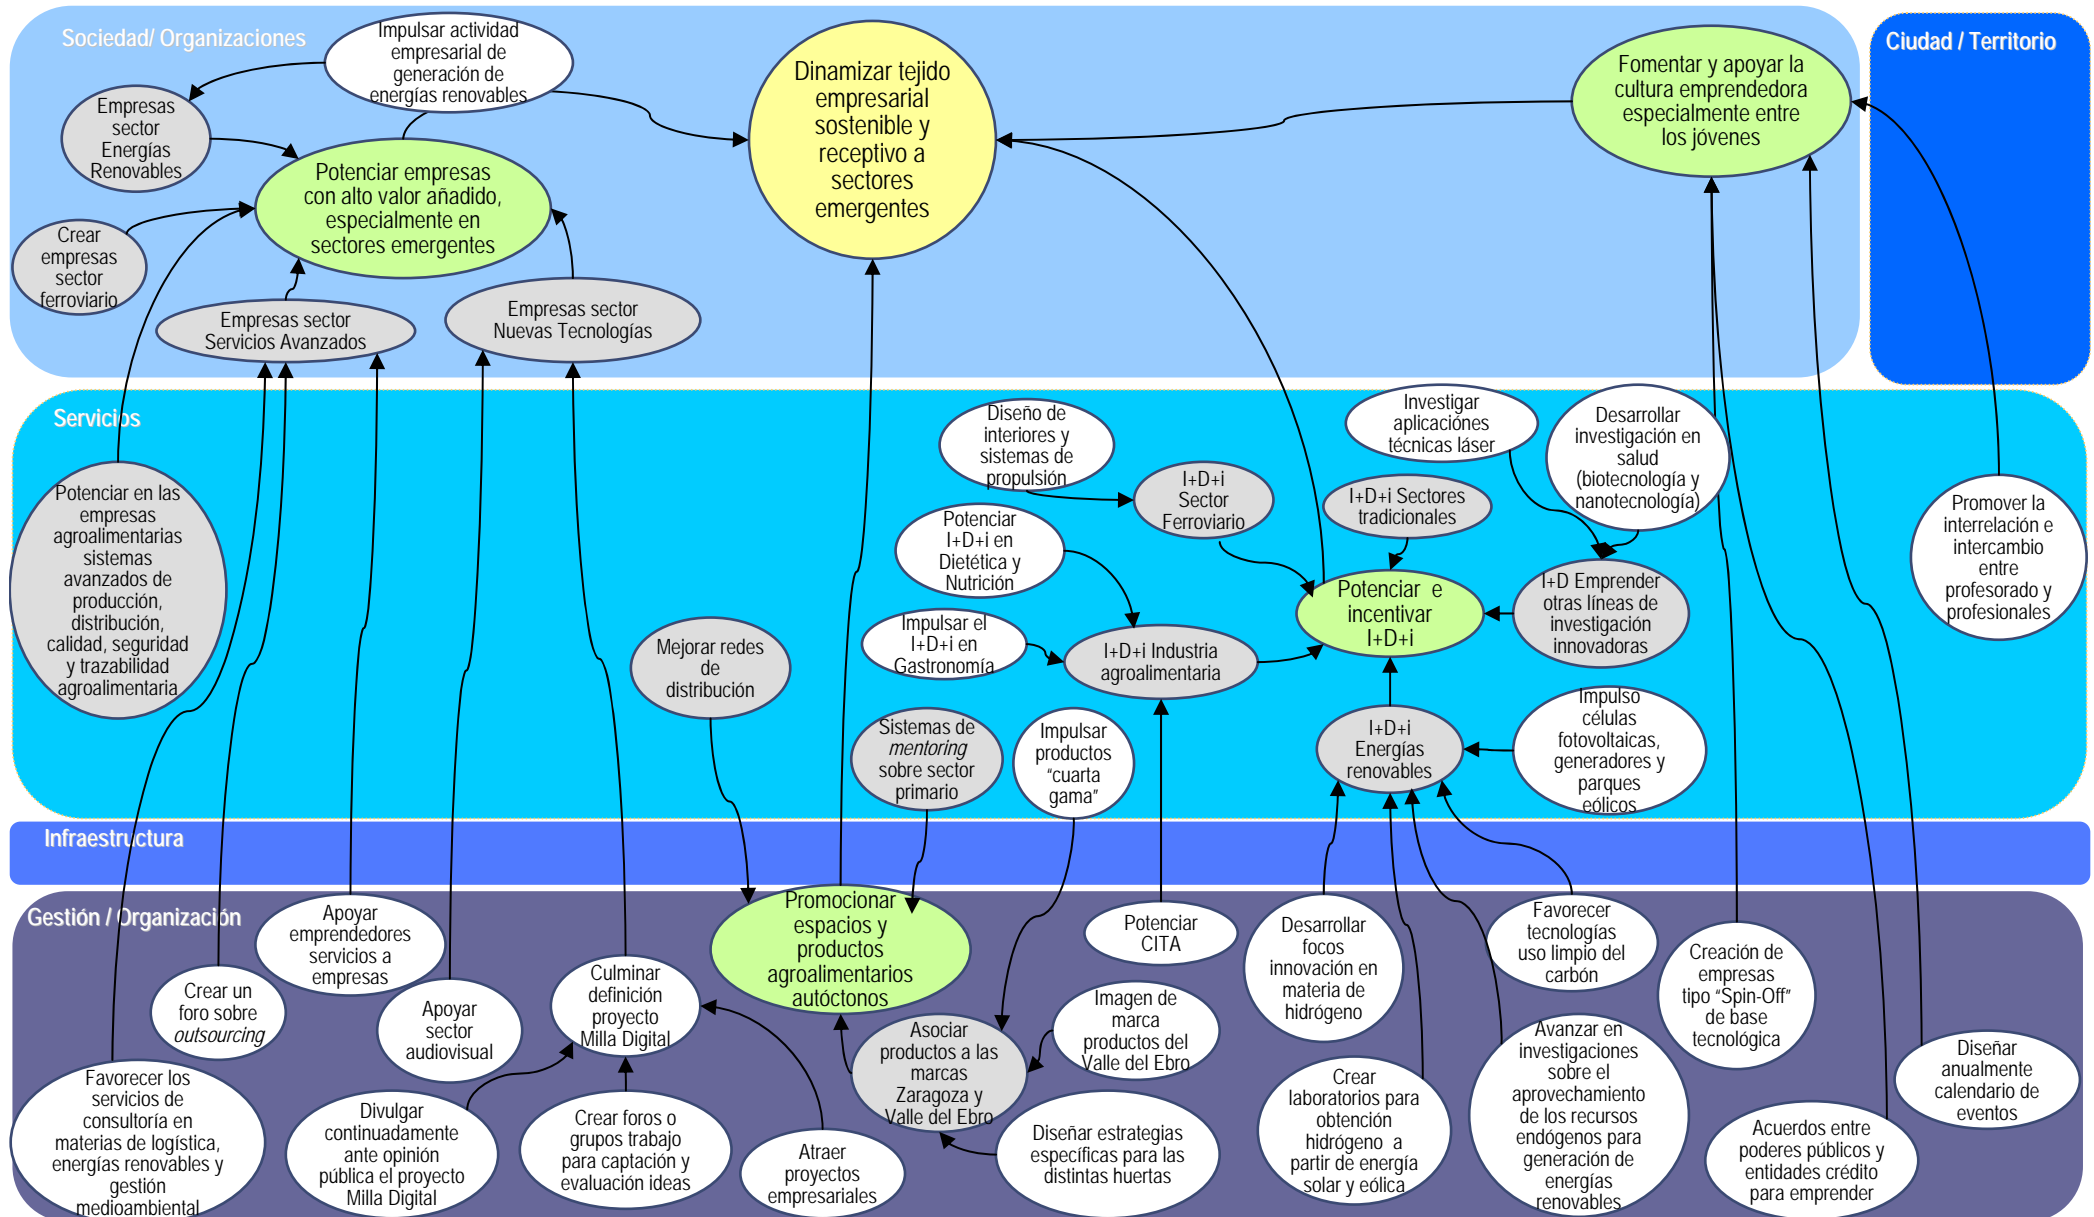 Sociedad/ Organizaciones
Impulsar actividad
empresarial de
generación de
energías renovables
Dinamizar tejido
empresarial
sostenible y
receptivo a
sectores
emergentes
Fomentar y apoyar la
cultura emprendedora
especialmente entre
los jóvenes
Ciudad / Territorio
Empresas
sector
Energías
Renovables
Potenciar empresas
con alto valor añadido,
especialmente en
sectores emergentes
Crear
empresas
sector
ferroviario
Empresas sector
Servicios Avanzados
Empresas sector
Nuevas Tecnologías
Servicios
Diseño de
interiores y
sistemas de
propulsión
Investigar
aplicaciónes
técnicas láser
Desarrollar
investigación en
salud
(biotecnología y
nanotecnología)
Potenciar en las
empresas
agroalimentarias
sistemas
avanzados de
producción,
distribución,
calidad, seguridad
y trazabilidad
agroalimentaria
I+D+i
Sector
Ferroviario
I+D+i Sectores
tradicionales
Promover la
interrelación e
intercambio
entre
profesorado y
profesionales
Potenciar
I+D+i en
Dietética y
Nutrición
Potenciar e
incentivar
I+D+i
I+D Emprender
otras líneas de
investigación
innovadoras
Mejorar redes
de
distribución
Impulsar el
I+D+i en
Gastronomía
I+D+i Industria
agroalimentaria
Sistemas de
mentoring
sobre sector
primario
Impulsar
productos
“cuarta
gama”
I+D+i
Energías
renovables
Impulso
células
fotovoltaicas,
generadores y
parques
eólicos
Infraestructura
Gestión / Organización
Apoyar
emprendedores
servicios a
empresas
Promocionar
espacios y
productos
agroalimentarios
autóctonos
Potenciar
CITA
Desarrollar
focos
innovación en
materia de
hidrógeno
Favorecer
tecnologías
uso limpio del
carbón
Creación de
empresas
tipo “Spin-Off”
de base
tecnológica
Crear un
foro sobre
outsourcing
Apoyar
sector
audiovisual
Culminar
definición
proyecto
Milla Digital
Asociar
productos a las
marcas
Zaragoza y
Valle del Ebro
Imagen de
marca
productos del
Valle del Ebro
Avanzar en
investigaciones
sobre el
aprovechamiento
de los recursos
endógenos para
generación de
energías
renovables
Diseñar
anualmente
calendario de
eventos
Favorecer los
servicios de
consultoría en
materias de logística,
energías renovables y
gestión
medioambiental
Divulgar
continuadamente
ante opinión
pública el proyecto
Milla Digital
Crear foros o
grupos trabajo
para captación y
evaluación ideas
Atraer
proyectos
empresariales
Diseñar estrategias
específicas para las
distintas huertas
Crear
laboratorios para
obtención
hidrógeno a
partir de energía
solar y eólica
Acuerdos entre
poderes públicos y
entidades crédito
para emprender